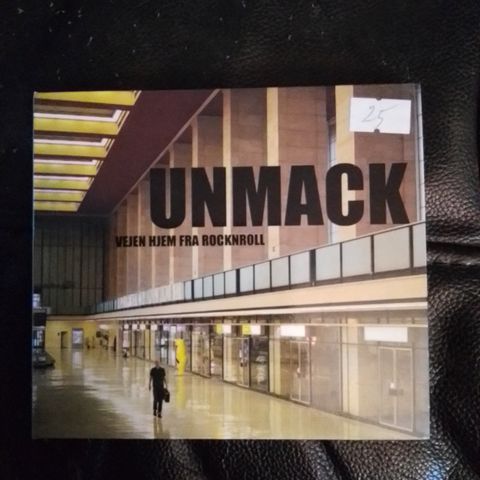 25
UNMACK
VEJEN HJEM FRA ROCKNROLL